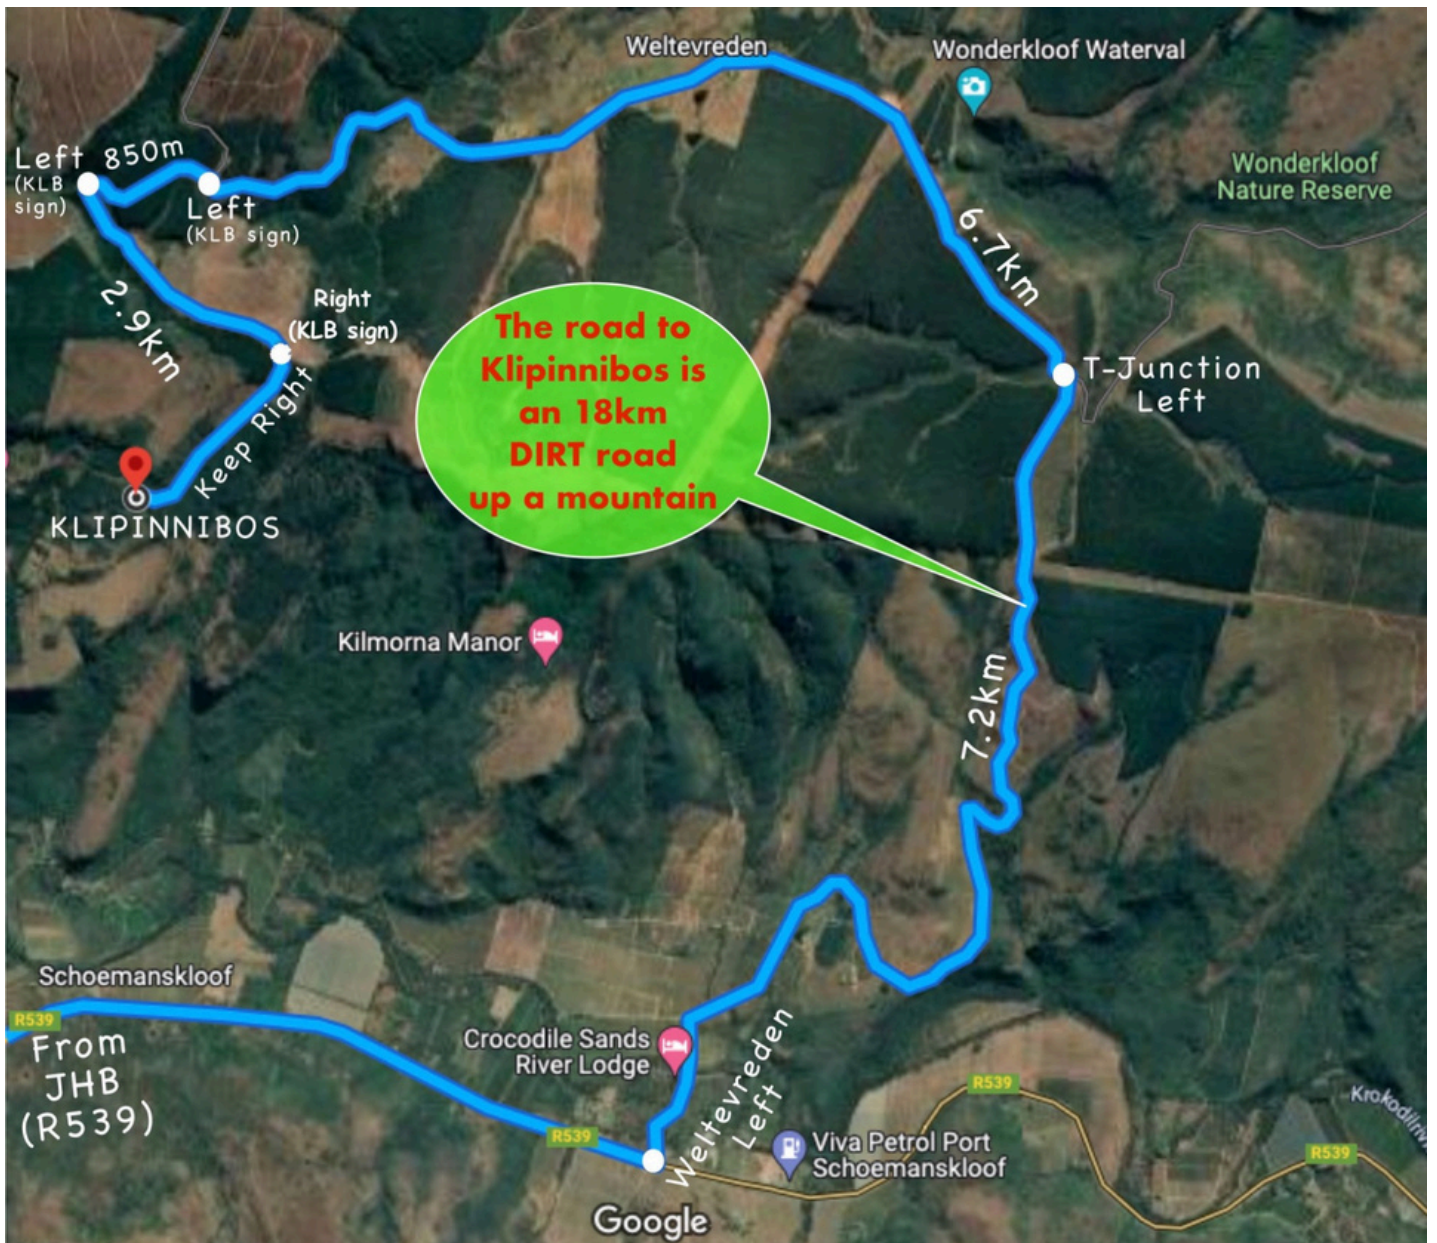 Weltevreden
Wonderkloof Waterval
Wonderkloof
Nature Reserve
Left
(KLB
sign)
850m
Left
(KLB sign)
6.7km
2.9km
Right
(KLB sign)
Keep Right
KLIPINNIBOS
The road to
Klipinnibos is
an 18km
DIRT road
up a mountain
T-Junction
Left
Kilmorna Manor
7.2km
Schoemanskloof
R539
From
JHB
(R539)
Crocodile Sands
River Lodge
Weltevreden
Left
R539
R539
R539
Viva Petrol Port
Schoemanskloof
Google